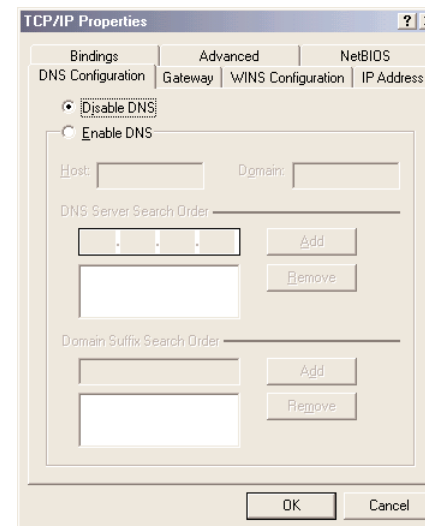 TCP/IP Properties ?
Bindings Advanced NetBIOS
DNS Configuration Gateway WINS Configuration IP Address
Disable DNS
Enable DNS
Host: Domain:
DNS Server Search Order
Add
Remove
Domain Suffix Search Order
Add
Remove
OK Cancel